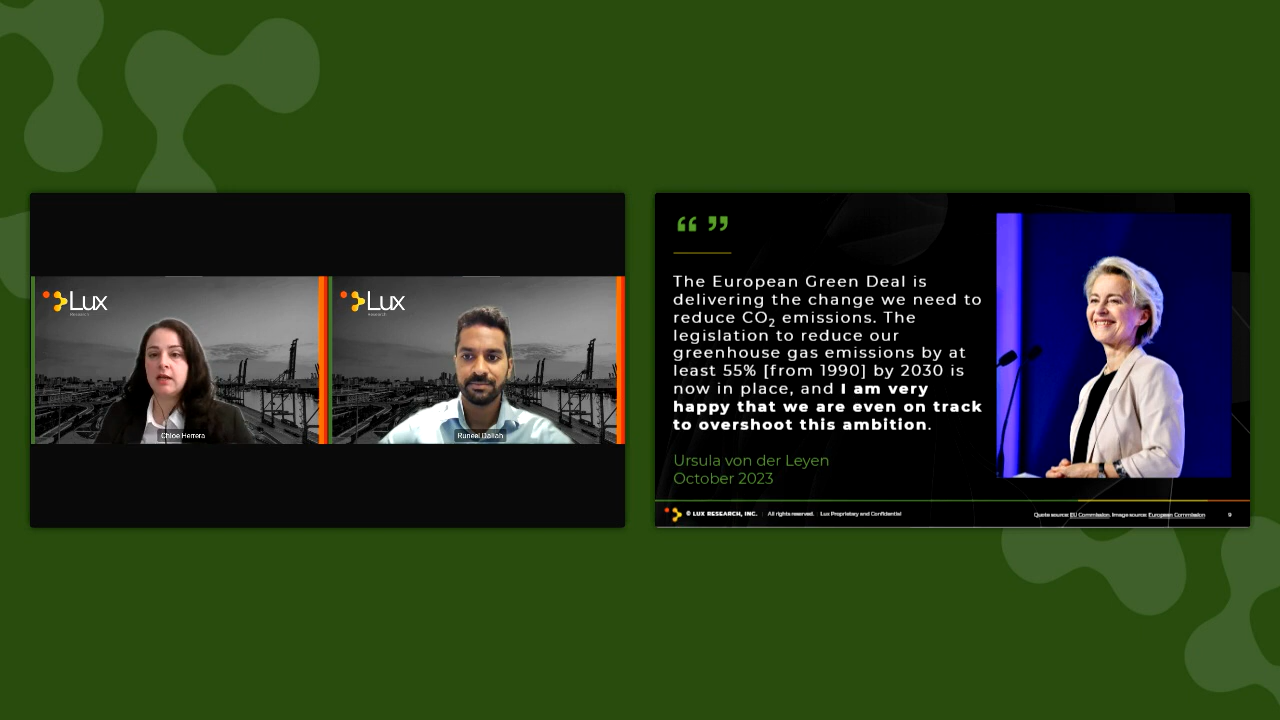 Lux
Research
Chloe Herrera
Lux
Research
Runeel Daliah
“ ”
The European Green Deal is
delivering the change we need to
reduce CO₂ emissions. The
legislation to reduce our
greenhouse gas emissions by at
least 55% [from 1990] by 2030 is
now in place, and I am very
happy that we are even on track
to overshoot this ambition.
Ursula von der Leyen
October 2023
© LUX RESEARCH, INC. | All rights reserved. Lux Proprietary and Confidential
Quote source: EU Commission. Image source: European Commission
9